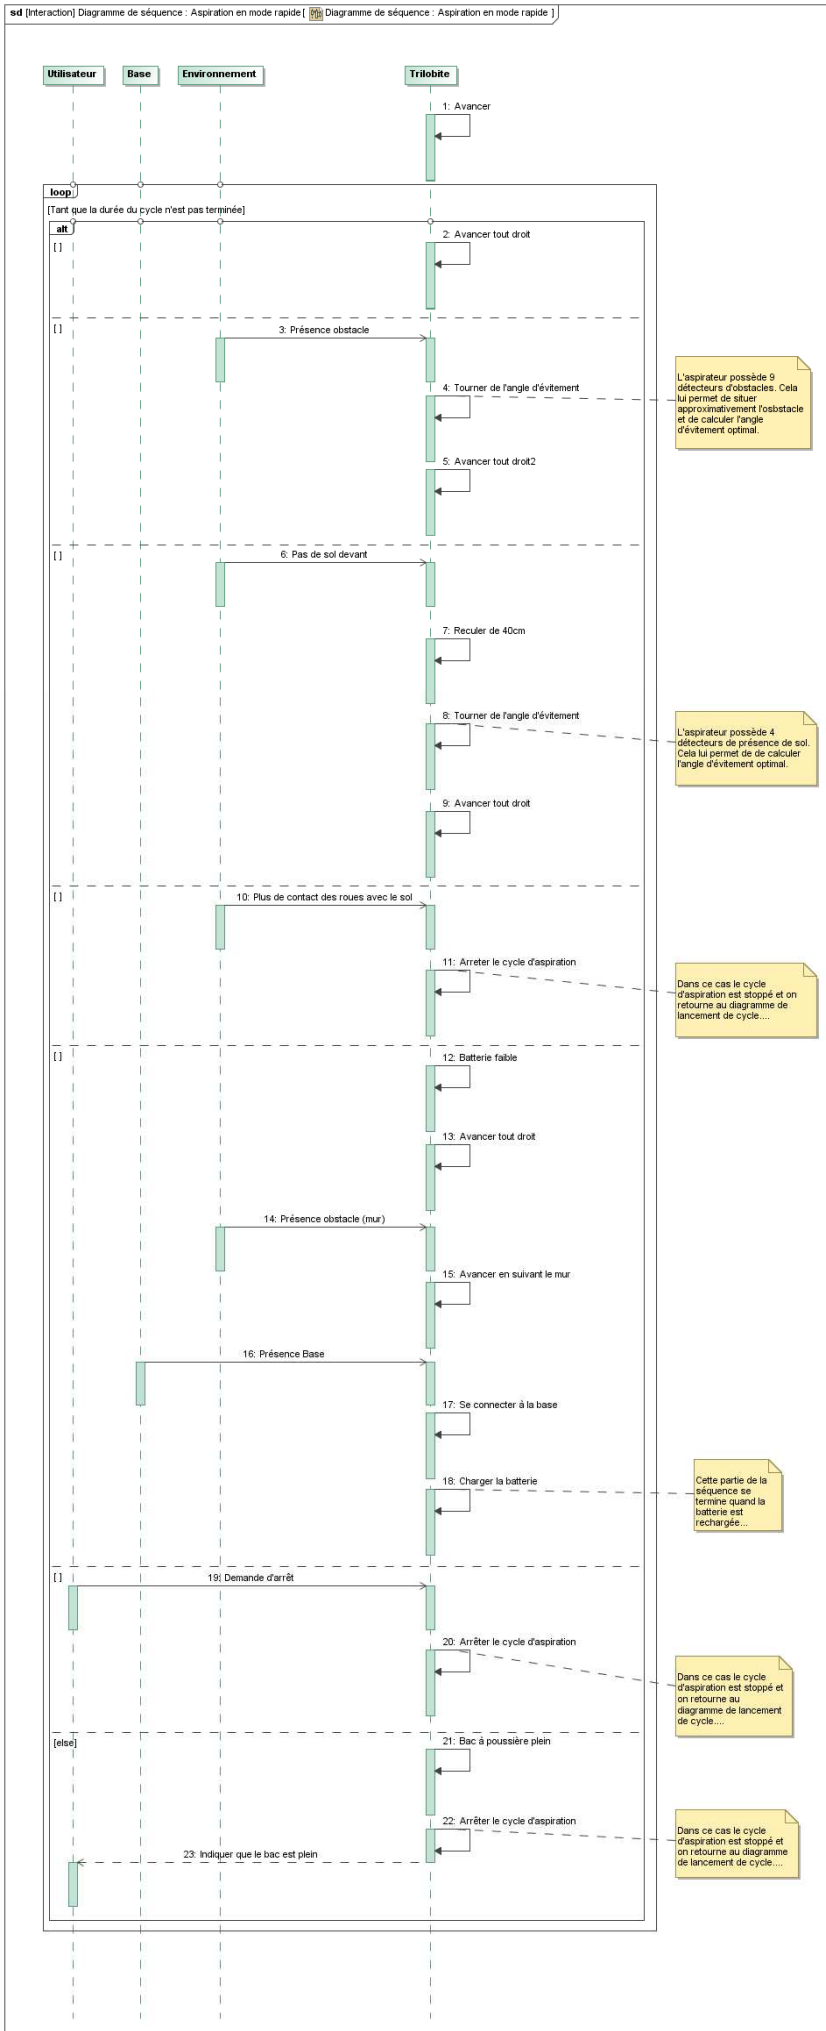 sd [Interaction] Diagramme de séquence : Aspiration en mode rapide [ Diagramme de séquence : Aspiration en mode rapide ]
Utilisateur
Base
Environnement
Trilobite
1: Avancer
loop
[Tant que la durée du cycle n'est pas terminée]
alt
[ ]
2: Avancer tout droit
[ ]
3: Présence obstacle
4: Tourner de l'angle d'évitement
L'aspirateur possède 9
détecteurs d'obstacles. Cela
lui permet de situer
approximativement l'osbstacle
et de calculer l'angle
d'évitement optimal.
5: Avancer tout droit2
[ ]
6: Pas de sol devant
7: Reculer de 40cm
8: Tourner de l'angle d'évitement
L'aspirateur possède 4
détecteurs de présence de sol.
Cela lui permet de de calculer
l'angle d'évitement optimal.
9: Avancer tout droit
[ ]
10: Plus de contact des roues avec le sol
11: Arreter le cycle d'aspiration
Dans ce cas le cycle
d'aspiration est stoppé et on
retourne au diagramme de
lancement de cycle....
[ ]
12: Batterie faible
13: Avancer tout droit
14: Présence obstacle (mur)
15: Avancer en suivant le mur
16: Présence Base
17: Se connecter à la base
18: Charger la batterie
Cette partie de la
séquence se
termine quand la
batterie est
rechargée...
[ ]
19: Demande d'arrêt
20: Arrêter le cycle d'aspiration
Dans ce cas le cycle
d'aspiration est stoppé et
on retourne au
diagramme de lancement
de cycle....
[else]
21: Bac á poussière plein
22: Arrêter le cycle d'aspiration
Dans ce cas le cycle
d'aspiration est stoppé et
on retourne au diagramme
de lancement de cycle....
23: Indiquer que le bac est plein